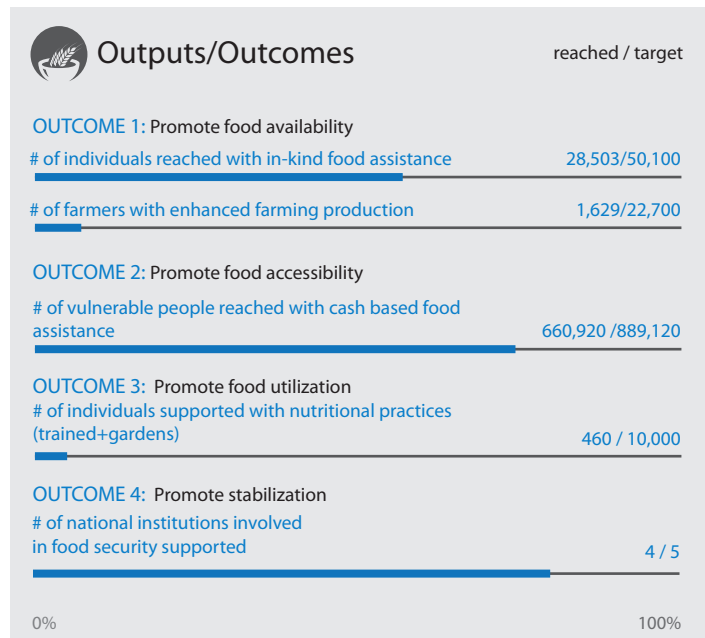 Outputs/Outcomes
reached / target
OUTCOME 1: Promote food availability
# of individuals reached with in-kind food assistance 28,503/50,100
# of farmers with enhanced farming production 1,629/22,700
OUTCOME 2: Promote food accessibility
# of vulnerable people reached with cash based food
assistance 660,920 /889,120
OUTCOME 3: Promote food utilization
# of individuals supported with nutritional practices
(trained+gardens) 460 / 10,000
OUTCOME 4: Promote stabilization
# of national institutions involved
in food security supported 4 / 5
0% 100%